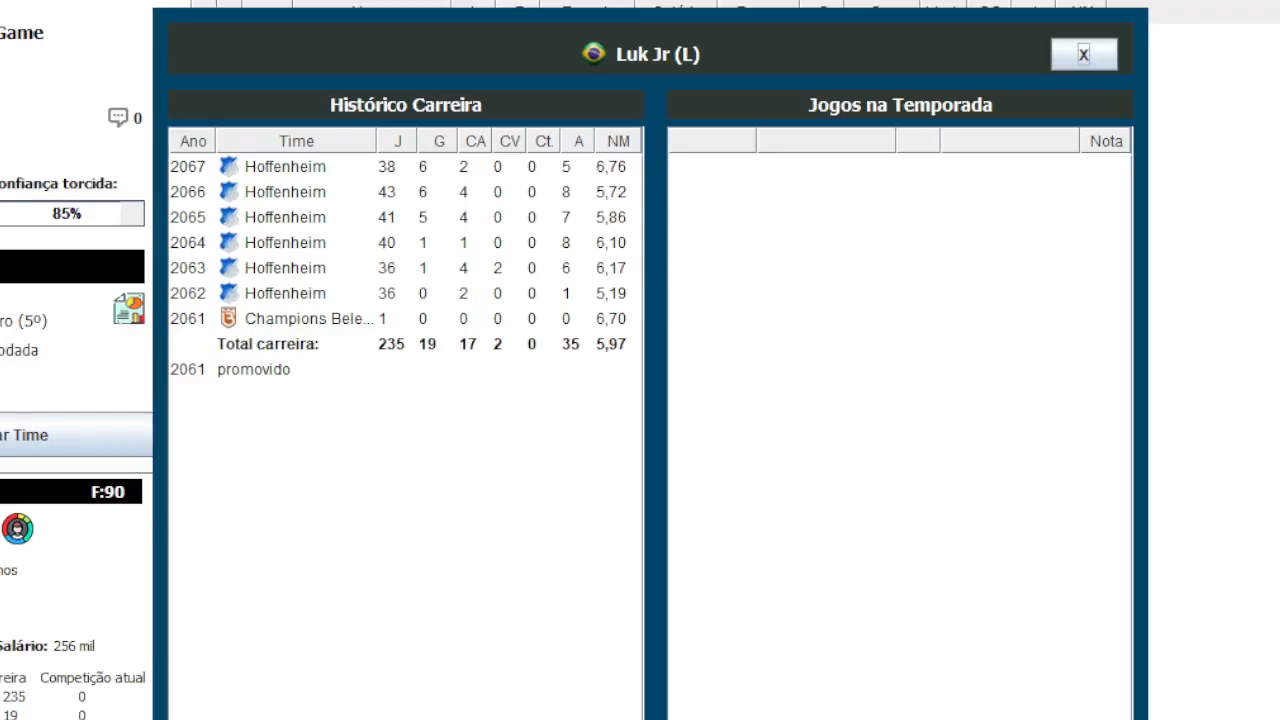 Game
0
onfiança torcida:
85%
ro (5º)
odada
ar Time
F:90
nos
Salário: 256 mil
reira Competição atual
235 0
19 0
Luk Jr (L)
X
Histórico Carreira
Ano Time J G CA CV Ct. A NM
2067 Hoffenheim 38 6 2 0 0 5 6,76
2066 Hoffenheim 43 6 4 0 0 8 5,72
2065 Hoffenheim 41 5 4 0 0 7 5,86
2064 Hoffenheim 40 1 1 0 0 8 6,10
2063 Hoffenheim 36 1 4 2 0 6 6,17
2062 Hoffenheim 36 0 2 0 0 1 5,19
2061 Champions Bele... 1 0 0 0 0 0 6,70
Total carreira: 235 19 17 2 0 35 5,97
2061 promovido
Jogos na Temporada
Nota